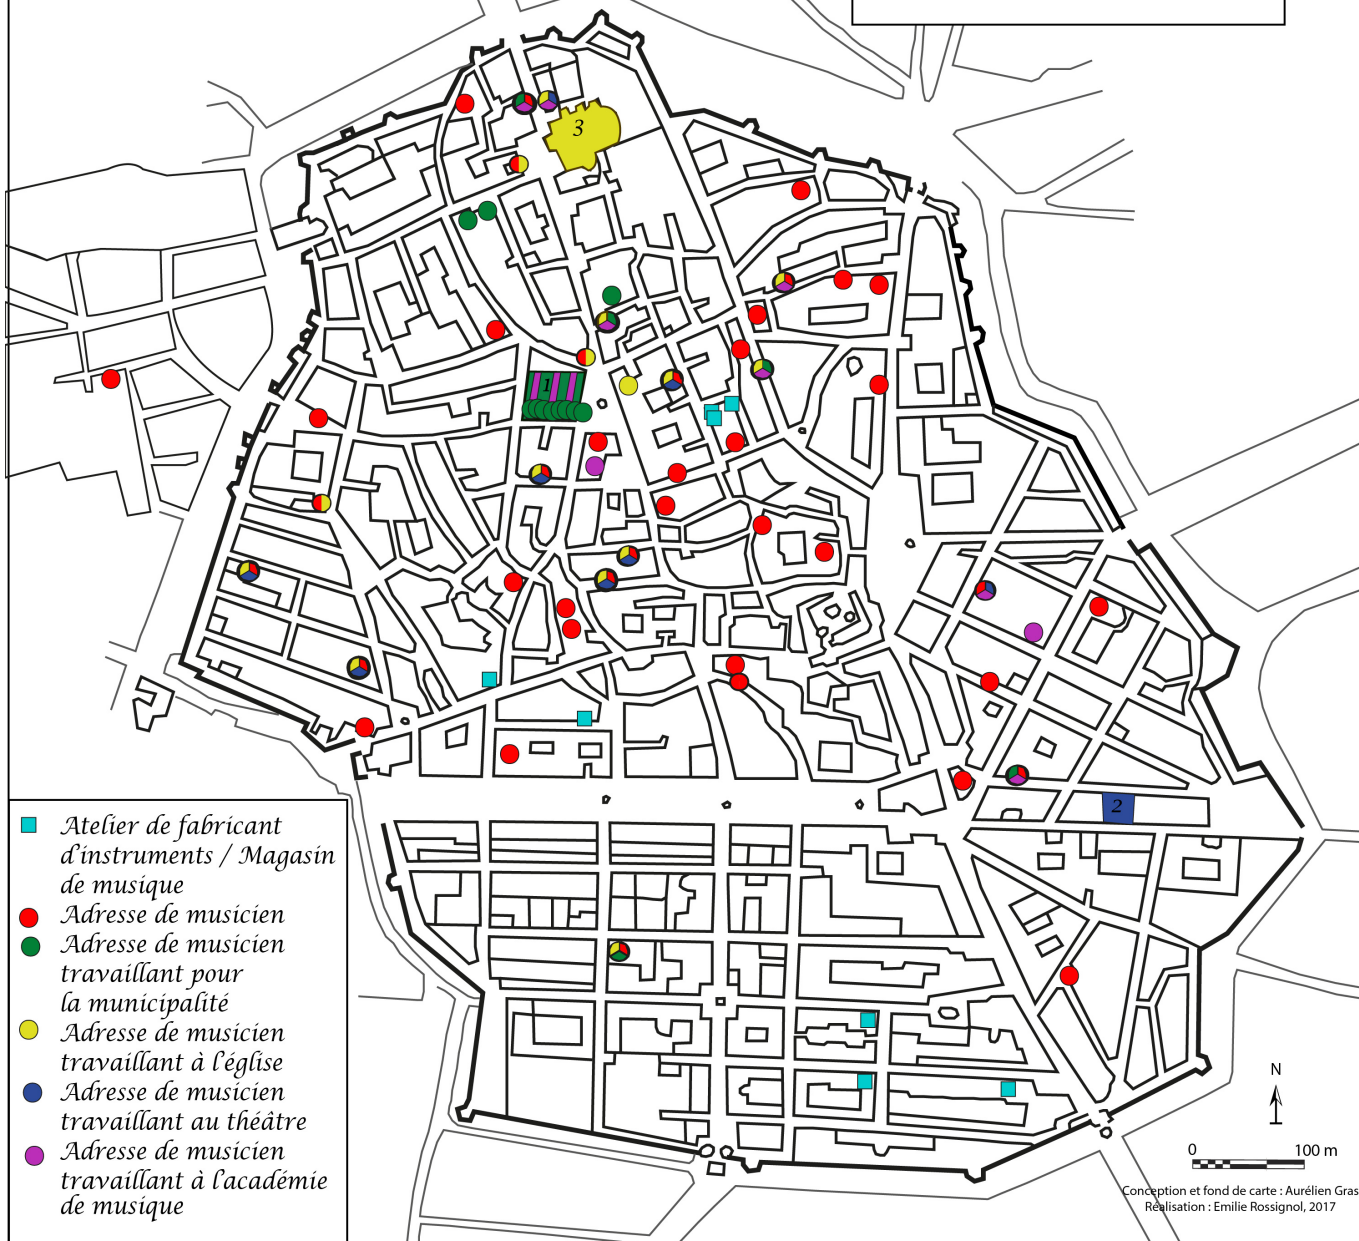 3
1
2
Atelier de fabricant
d'instruments / Magasin
de musique
Adresse de musicien
Adresse de musicien
travaillant pour
la municipalité
Adresse de musicien
travaillant à l'église
Adresse de musicien
travaillant au théâtre
Adresse de musicien
travaillant à l'académie
de musique
N
0 100 m
Conception et fond de carte : Aurélien Gras
Réalisation : Emilie Rossignol, 2017